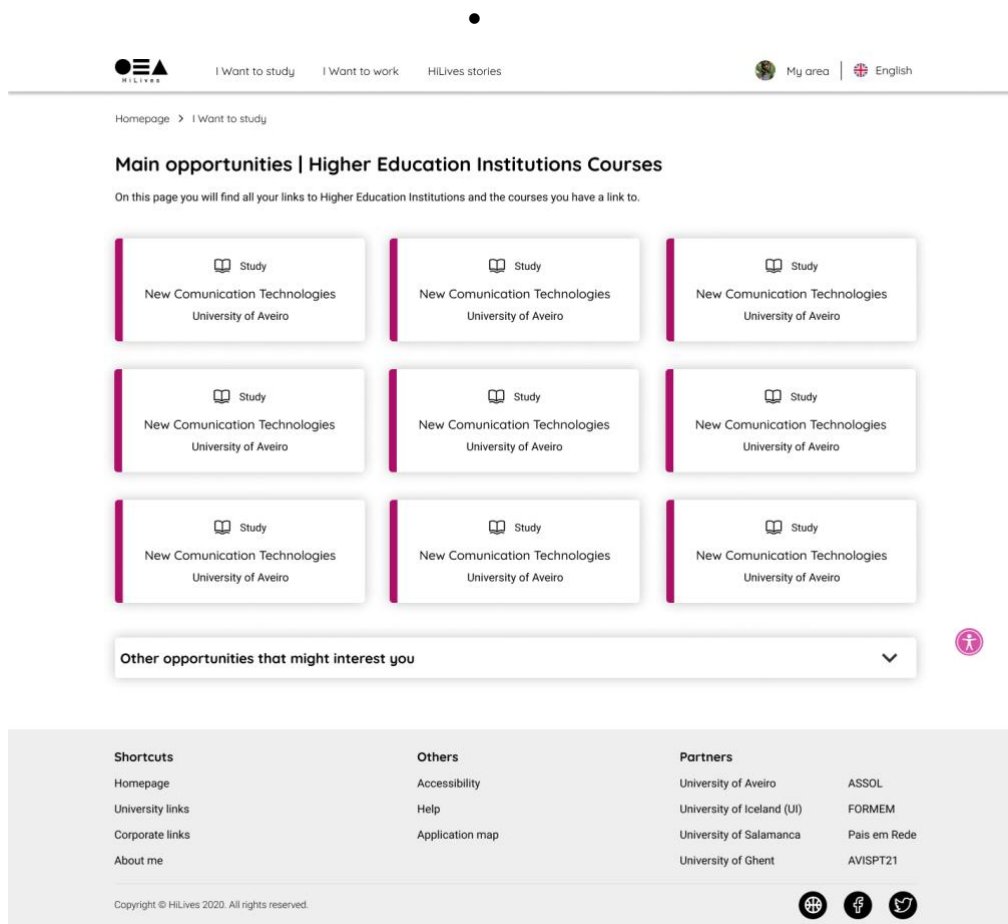 HiLives
I Want to study I Want to work HiLives stories My area English
Homepage > I Want to study
Main opportunities | Higher Education Institutions Courses
On this page you will find all your links to Higher Education Institutions and the courses you have a link to.
Study Study Study
New Comunication Technologies New Comunication Technologies New Comunication Technologies
University of Aveiro University of Aveiro University of Aveiro
Study Study Study
New Comunication Technologies New Comunication Technologies New Comunication Technologies
University of Aveiro University of Aveiro University of Aveiro
Study Study Study
New Comunication Technologies New Comunication Technologies New Comunication Technologies
University of Aveiro University of Aveiro University of Aveiro
Other opportunities that might interest you
Shortcuts Others Partners
Homepage Accessibility University of Aveiro ASSOL
University links Help University of Iceland (UI) FORMEM
Corporate links Application map University of Salamanca Pais em Rede
About me University of Ghent AVISPT21
Copyright © HiLives 2020. All rights reserved.